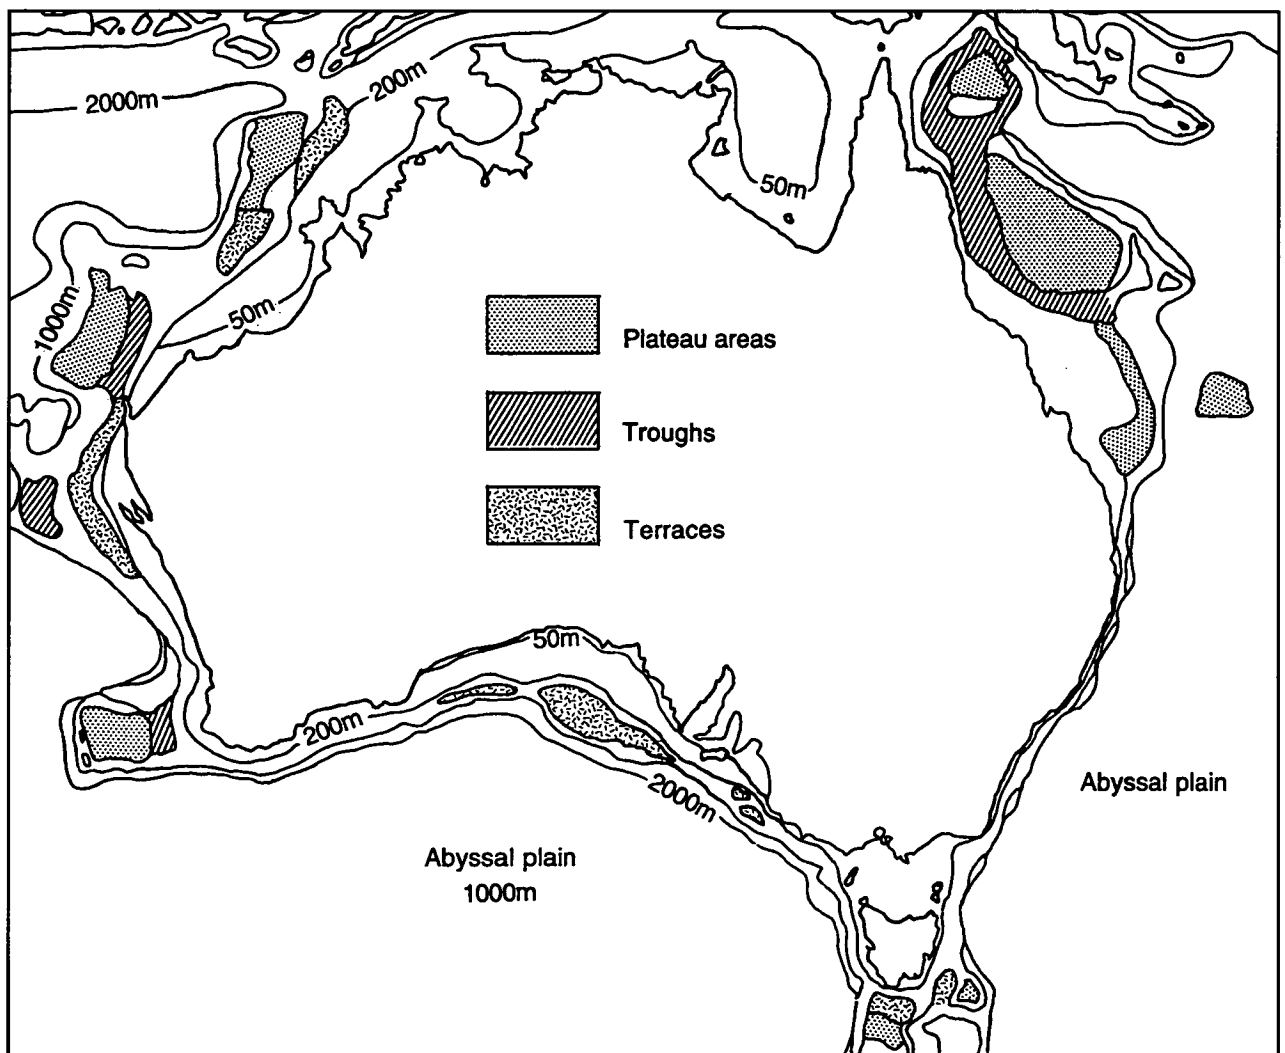 200m
2000m
50m
1000m
50m
Plateau areas
Troughs
Terraces
50m
200m
2000m
Abyssal plain
Abyssal plain
1000m